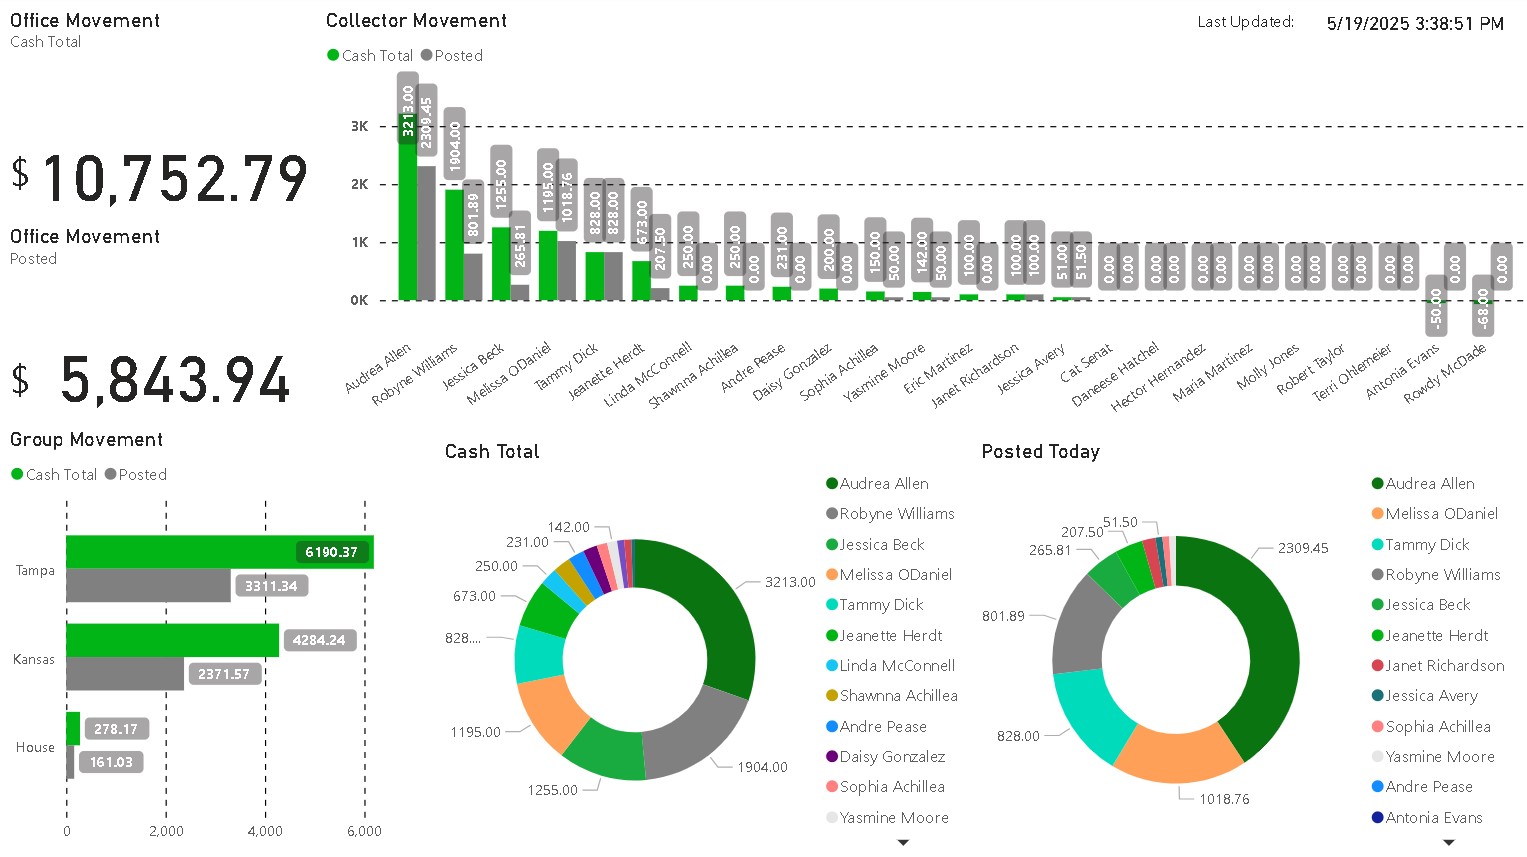 Office Movement
Cash Total
$ 10,752.79
Office Movement
Posted
$ 5,843.94
Collector Movement
Cash Total Posted
Last Updated: 5/19/2025 3:38:51 PM
3K
2K
1K
0K
3213.00
2309.45
1904.00
801.89
1255.00
265.81
1195.00
1018.76
828.00
828.00
673.00
207.50
250.00
0.00
250.00
0.00
231.00
0.00
200.00
0.00
150.00
50.00
142.00
50.00
100.00
0.00
100.00
100.00
51.00
51.50
0.00
0.00
0.00
0.00
0.00
0.00
0.00
0.00
0.00
0.00
0.00
0.00
0.00
0.00
-50.00
0.00
-68.00
0.00
Audrea Allen
Robyne Williams
Jessica Beck
Melissa ODaniel
Tammy Dick
Jeanette Herdt
Linda McConnell
Shawnna Achillea
Andre Pease
Daisy Gonzalez
Sophia Achillea
Yasmine Moore
Eric Martinez
Janet Richardson
Jessica Avery
Cat Senat
Daneese Hatchel
Hector Hernandez
Maria Martinez
Molly Jones
Robert Taylor
Terri Ohlemeier
Antonia Evans
Rowdy McDade
Group Movement
Cash Total Posted
Tampa
6190.37
3311.34
Kansas
4284.24
2371.57
House
278.17
161.03
0 2,000 4,000 6,000
Cash Total
142.00
231.00
250.00
673.00
828....
1195.00
1255.00
1904.00
3213.00
Audrea Allen
Robyne Williams
Jessica Beck
Melissa ODaniel
Tammy Dick
Jeanette Herdt
Linda McConnell
Shawnna Achillea
Andre Pease
Daisy Gonzalez
Sophia Achillea
Yasmine Moore
Posted Today
51.50
207.50
265.81
801.89
828.00
1018.76
2309.45
Audrea Allen
Melissa ODaniel
Tammy Dick
Robyne Williams
Jessica Beck
Jeanette Herdt
Janet Richardson
Jessica Avery
Sophia Achillea
Yasmine Moore
Andre Pease
Antonia Evans